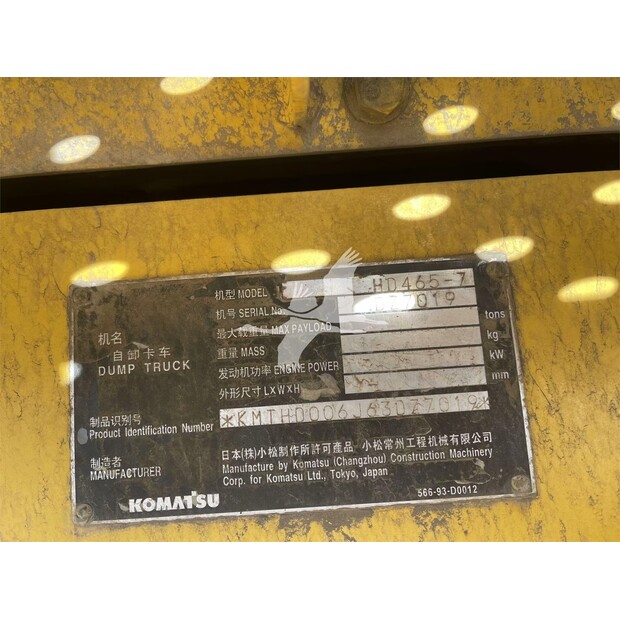 机名
自卸卡车
DUMP TRUCK
机型 MODEL HD465-7
机号 SERIAL No. 7019
最大载重量 MAX PAYLOAD tons
重量 MASS kg
发动机功率 ENGINE POWER kW
外形尺寸 LXWXH mm
制品识别号
Product Identification Number *KMTHD006J63077019*
制造者
MANUFACTURER
日本(株)小松制作所許可產品 小松常州工程机械有限公司
Manufacture by Komatsu (Changzhou) Construction Machinery
Corp. for Komatsu Ltd., Tokyo, Japan
KOMATSU
566-93-D0012